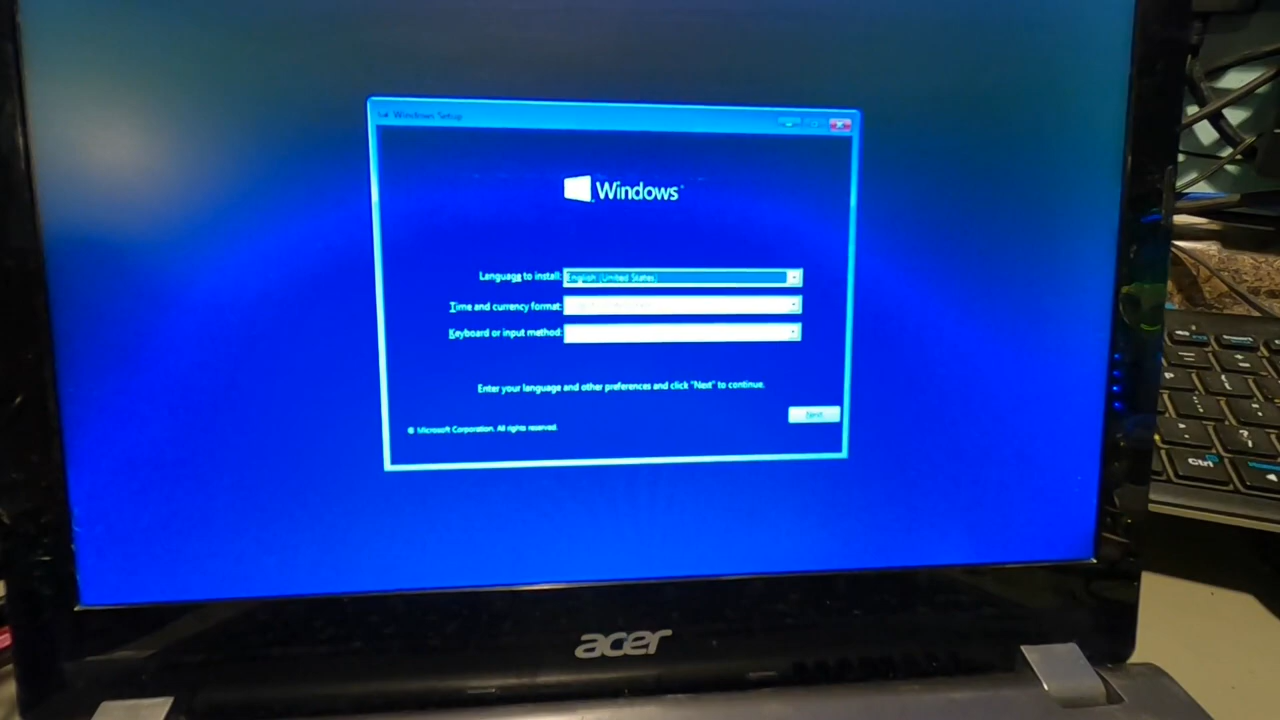 Windows Setup
Windows
Language to install: English (United States)
Time and currency format:
Keyboard or input method:
Enter your language and other preferences and click "Next" to continue.
Next
© Microsoft Corporation. All rights reserved.
acer
Ctrl